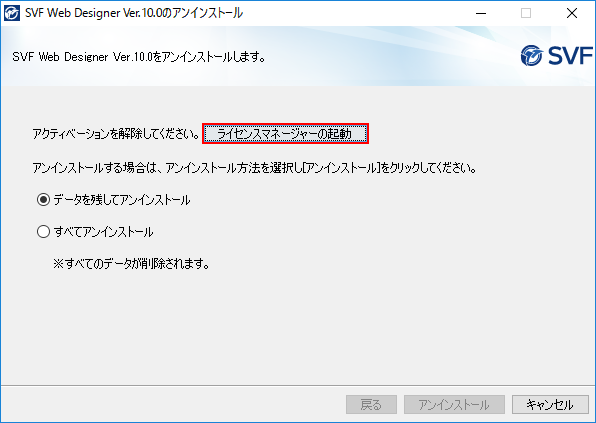 SVF Web Designer Ver.10.0のアンインストール
SVF Web Designer Ver.10.0をアンインストールします。
SVF
アクティベーションを解除してください。 ライセンスマネージャーの起動
アンインストールする場合は、アンインストール方法を選択し[アンインストール]をクリックしてください。
データを残してアンインストール
すべてアンインストール
※すべてのデータが削除されます。
戻る アンインストール キャンセル